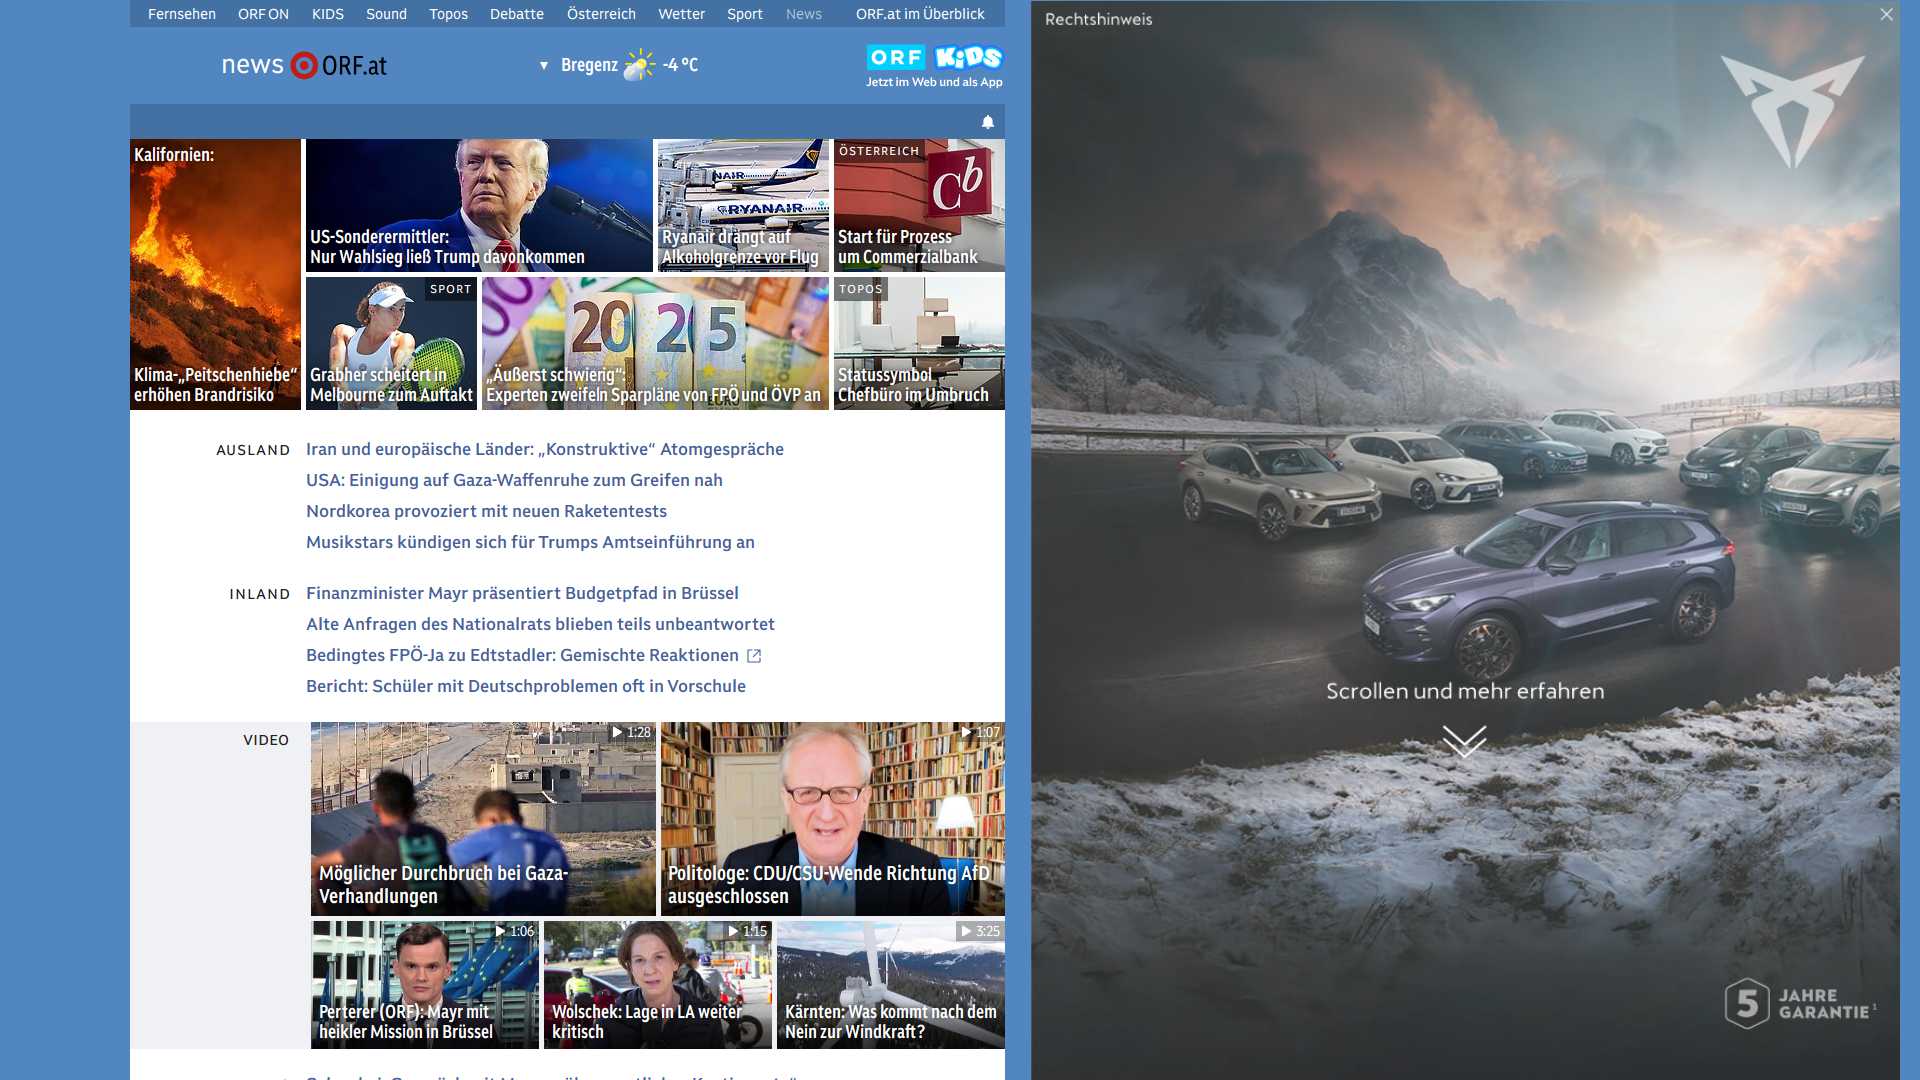 Fernsehen ORF ON KIDS Sound Topos Debatte Österreich Wetter Sport News ORF.at im Überblick
news ORF.at
Bregenz -4 °C
ORF KiDS
Jetzt im Web und als App
Kalifornien:
Klima-„Peitschenhiebe“
erhöhen Brandrisiko
US-Sonderermittler:
Nur Wahlsieg ließ Trump davonkommen
RYANAIR
Ryanair drängt auf
Alkoholgrenze vor Flug
ÖSTERREICH
Cb
Start für Prozess
um Commerzialbank
SPORT
Grabher scheitert in
Melbourne zum Auftakt
2025
„Äußerst schwierig“:
Experten zweifeln Sparpläne von FPÖ und ÖVP an
TOPOS
Statussymbol
Chefbüro im Umbruch
AUSLAND
Iran und europäische Länder: „Konstruktive“ Atomgespräche
USA: Einigung auf Gaza-Waffenruhe zum Greifen nah
Nordkorea provoziert mit neuen Raketentests
Musikstars kündigen sich für Trumps Amtseinführung an
INLAND
Finanzminister Mayr präsentiert Budgetpfad in Brüssel
Alte Anfragen des Nationalrats blieben teils unbeantwortet
Bedingtes FPÖ-Ja zu Edtstadler: Gemischte Reaktionen
Bericht: Schüler mit Deutschproblemen oft in Vorschule
VIDEO
1:28
Möglicher Durchbruch bei Gaza-
Verhandlungen
1:07
Politologe: CDU/CSU-Wende Richtung AfD
ausgeschlossen
1:06
Perterer (ORF): Mayr mit
heikler Mission in Brüssel
1:15
Wolschek: Lage in LA weiter
kritisch
3:25
Kärnten: Was kommt nach dem
Nein zur Windkraft?
Rechtshinweis
Scrollen und mehr erfahren
5 JAHRE
GARANTIE¹